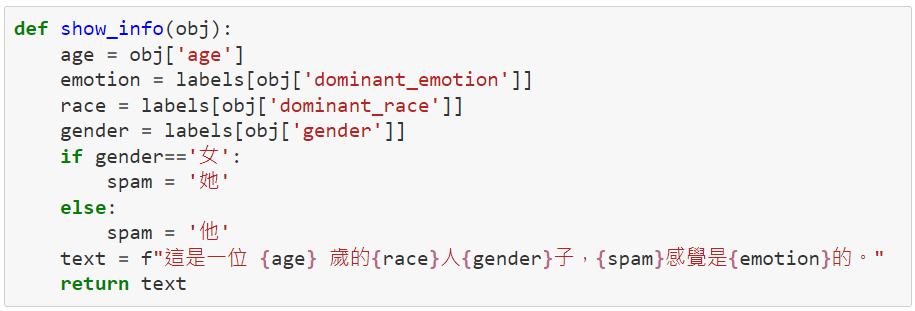 def show_info(obj):
    age = obj['age']
    emotion = labels[obj['dominant_emotion']]
    race = labels[obj['dominant_race']]
    gender = labels[obj['gender']]
    if gender=='女':
        spam = '她'
    else:
        spam = '他'
    text = f"這是一位 {age} 歲的{race}人{gender}子，{spam}感覺是{emotion}的。"
    return text